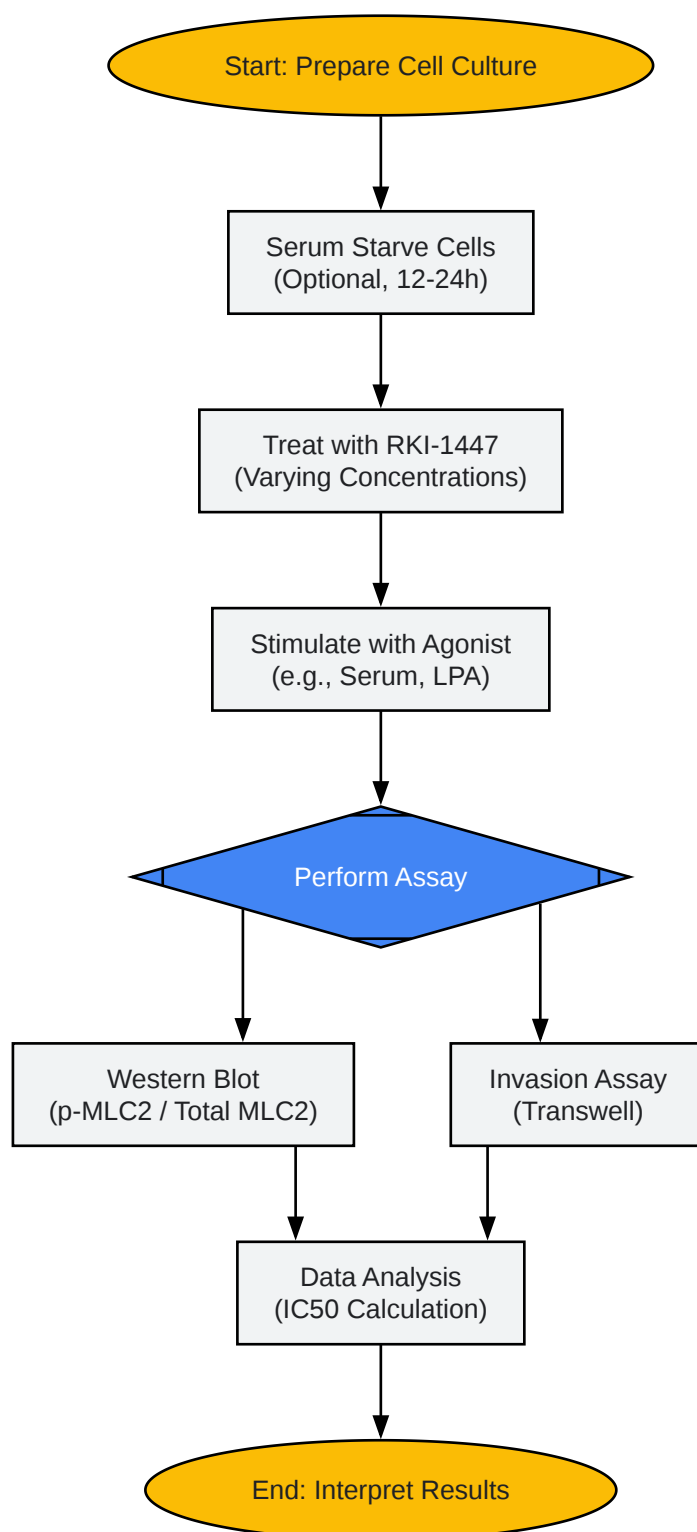 Start: Prepare Cell Culture
Serum Starve Cells
(Optional, 12-24h)
Treat with RKI-1447
(Varying Concentrations)
Stimulate with Agonist
(e.g., Serum, LPA)
Perform Assay
Western Blot
(p-MLC2 / Total MLC2)
Invasion Assay
(Transwell)
Data Analysis
(IC50 Calculation)
End: Interpret Results